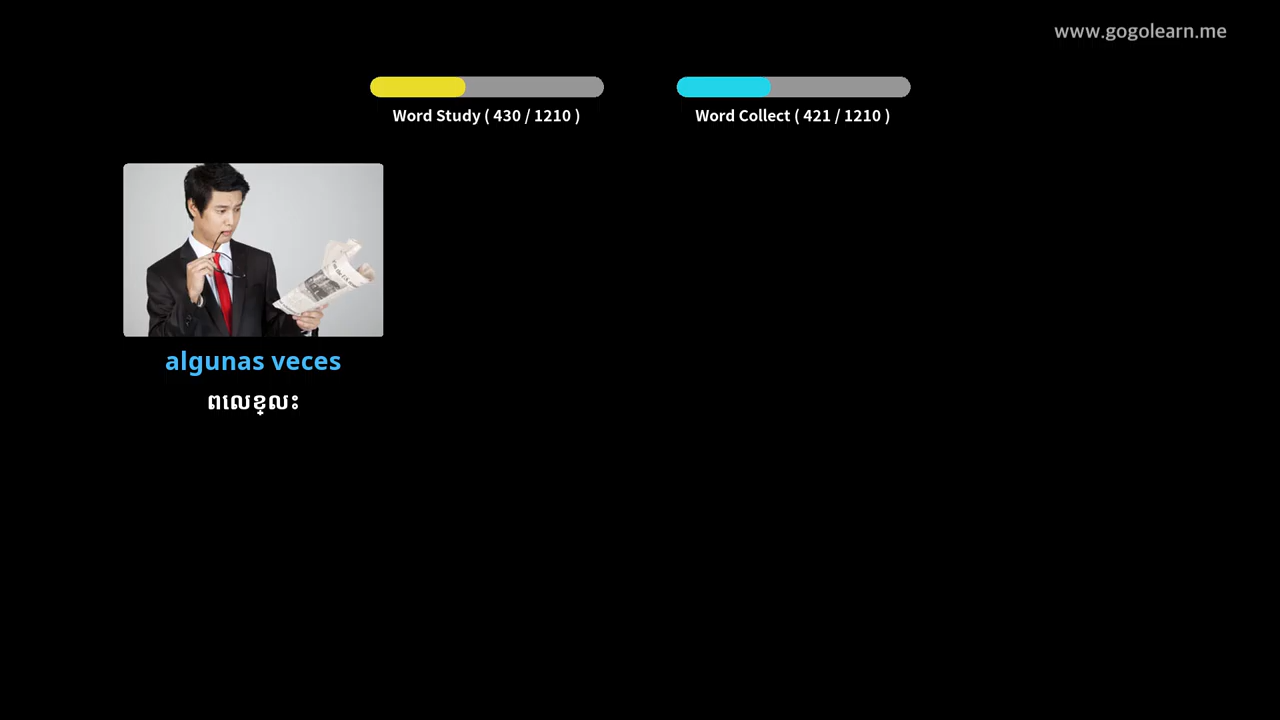 www.gogolearn.me
Word Study ( 430 / 1210 )
Word Collect ( 421 / 1210 )
algunas veces
ពលេខ្លះ